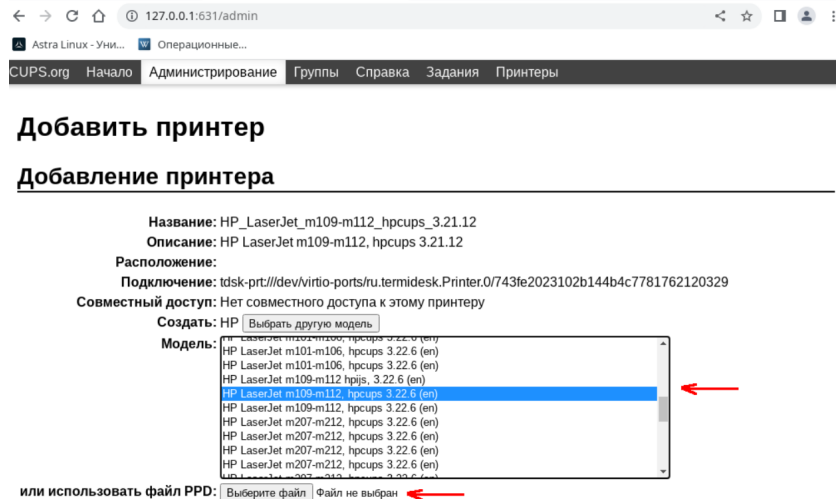 127.0.0.1:631/admin
Astra Linux - Уни... Операционные...
CUPS.org Начало Администрирование Группы Справка Задания Принтеры
Добавить принтер
Добавление принтера
Название: HP_LaserJet_m109-m112_hpcups_3.21.12
Описание: HP LaserJet m109-m112, hpcups 3.21.12
Расположение:
Подключение: tdsk-prt:///dev/virtio-ports/ru.termidesk.Printer.0/743fe2023102b144b4c7781762120329
Совместный доступ: Нет совместного доступа к этому принтеру
Создать: HP Выбрать другую модель
Модель: HP LaserJet m101-m106, hpcups 3.22.6 (en)
HP LaserJet m101-m106, hpcups 3.22.6 (en)
HP LaserJet m101-m106, hpcups 3.22.6 (en)
HP LaserJet m109-m112 hpijs, 3.22.6 (en)
HP LaserJet m109-m112, hpcups 3.22.6 (en)
HP LaserJet m109-m112, hpcups 3.22.6 (en)
HP LaserJet m207-m212, hpcups 3.22.6 (en)
HP LaserJet m207-m212, hpcups 3.22.6 (en)
HP LaserJet m207-m212, hpcups 3.22.6 (en)
HP LaserJet m207-m212, hpcups 3.22.6 (en)
или использовать файл PPD: Выберите файл Файл не выбран